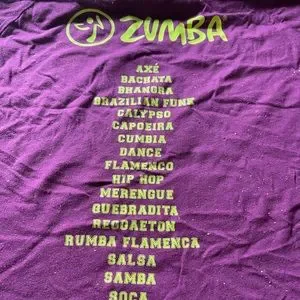 ZUMBA
AXÉ
BACHATA
BHANGRA
BRAZILIAN FUNK
CALYPSO
CAPOEIRA
CUMBIA
DANCE
FLAMENCO
HIP HOP
MERENGUE
QUEBRADITA
REGGAETON
RUMBA FLAMENCA
SALSA
SAMBA
SOCA